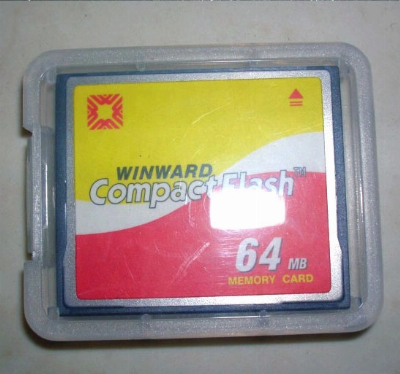 WINWARD
CompactFlash™
64 MB
MEMORY CARD